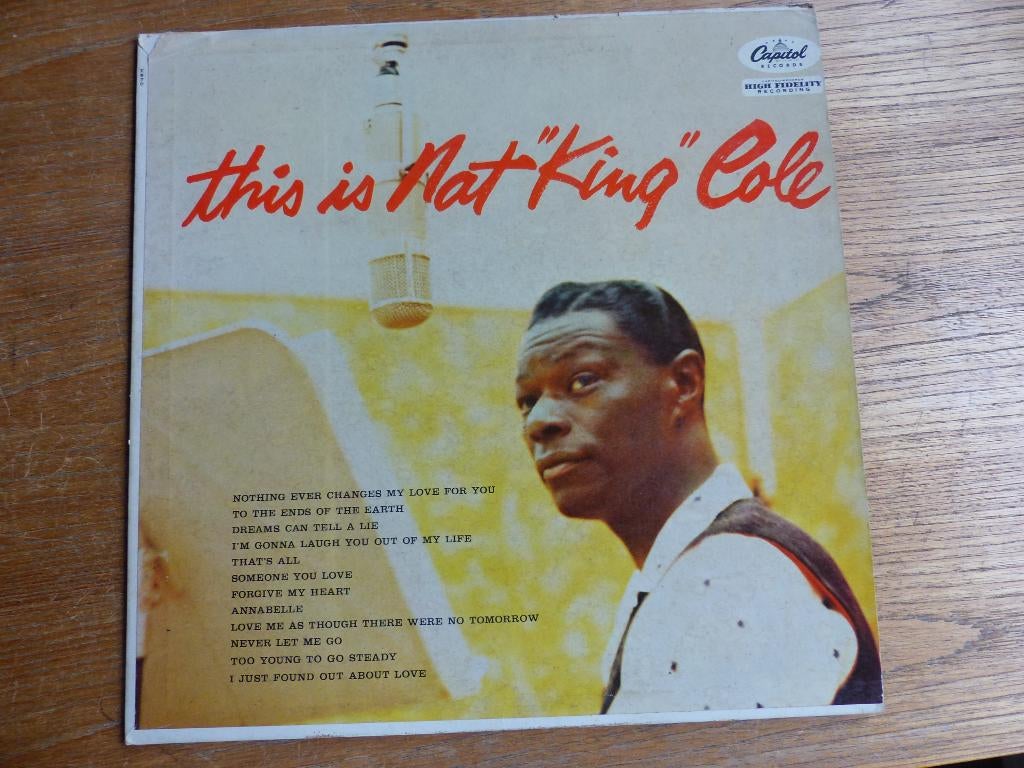 Capitol
RECORDS
HIGH FIDELITY
RECORDING
this is Nat "King" Cole
NOTHING EVER CHANGES MY LOVE FOR YOU
TO THE ENDS OF THE EARTH
DREAMS CAN TELL A LIE
I'M GONNA LAUGH YOU OUT OF MY LIFE
THAT'S ALL
SOMEONE YOU LOVE
FORGIVE MY HEART
ANNABELLE
LOVE ME AS THOUGH THERE WERE NO TOMORROW
NEVER LET ME GO
TOO YOUNG TO GO STEADY
I JUST FOUND OUT ABOUT LOVE